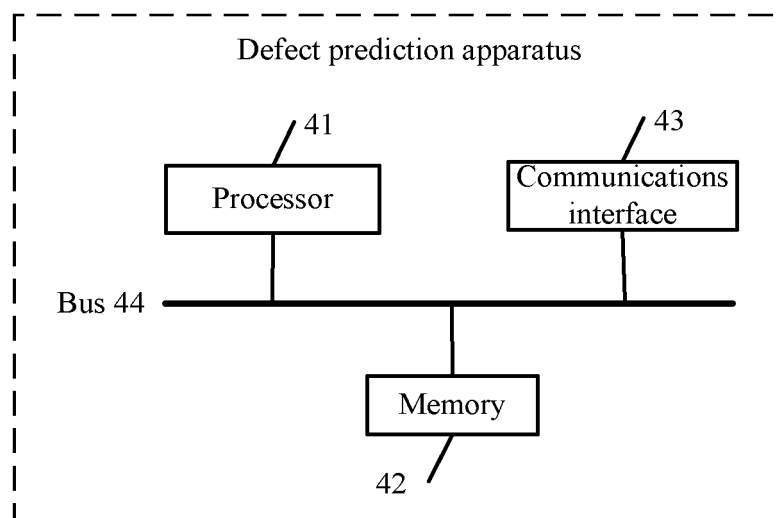 Defect prediction apparatus
41
43
Processor
Communications
interface
Bus 44
Memory
42